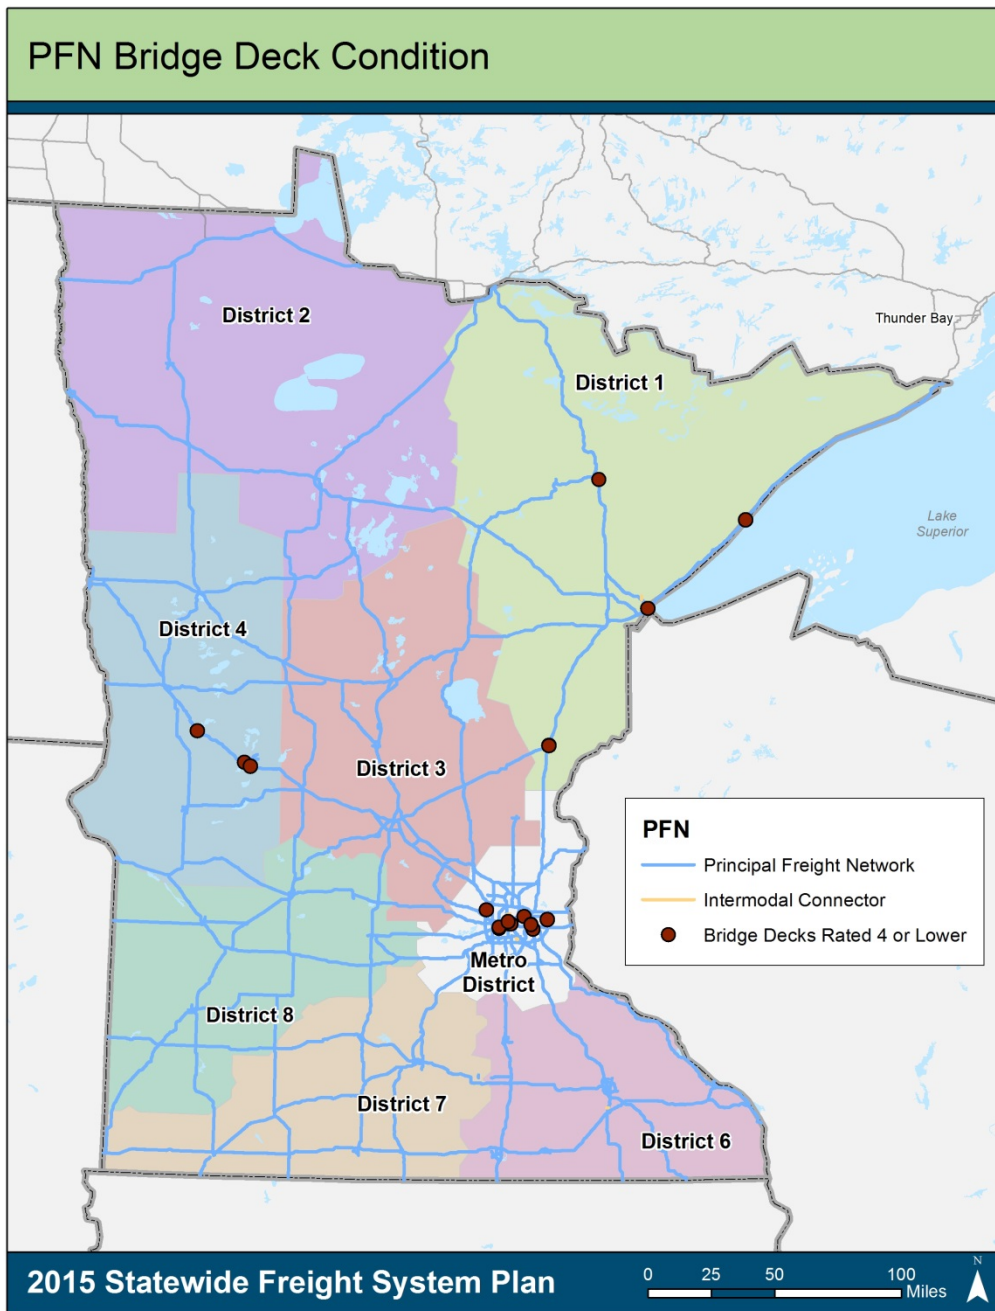 PFN Bridge Deck Condition
Thunder Bay
District 2
District 1
Lake
Superior
District 4
District 3
PFN
Principal Freight Network
Intermodal Connector
Bridge Decks Rated 4 or Lower
Metro
District
District 8
District 7
District 6
2015 Statewide Freight System Plan
0 25 50 100
Miles
N